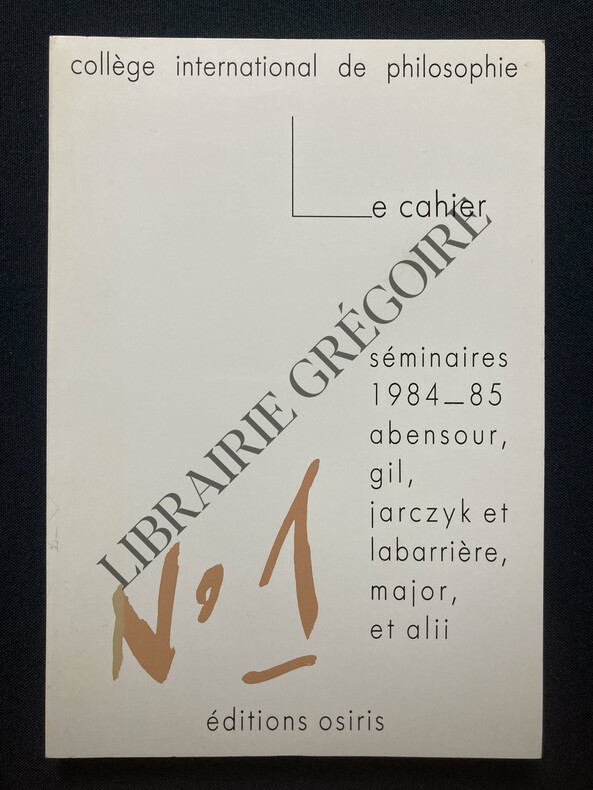 collège international de philosophie
Le cahier
LIBRAIRIE GRÉGOIRE
séminaires
1984_85
abensour,
gil,
jarczyk et
labarrière,
major,
et alii
No 1
éditions osiris